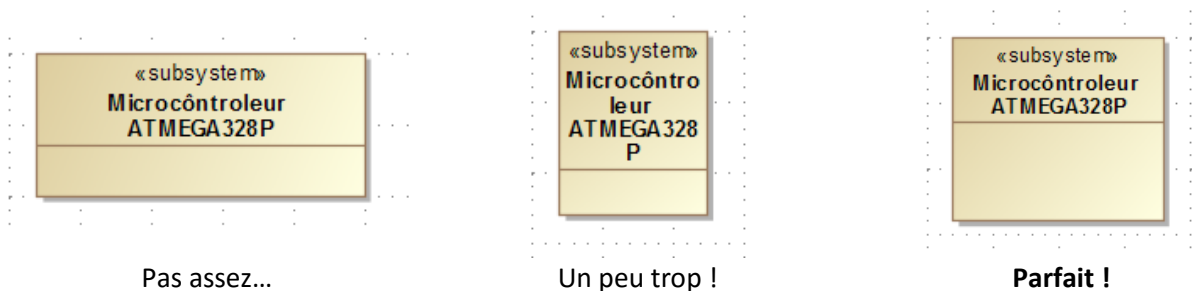 «subsystem»
Microcôntroleur
ATMEGA328P
«subsystem»
Microcôntro
leur
ATMEGA328
P
«subsystem»
Microcôntroleur
ATMEGA328P
Pas assez…
Un peu trop !
Parfait !